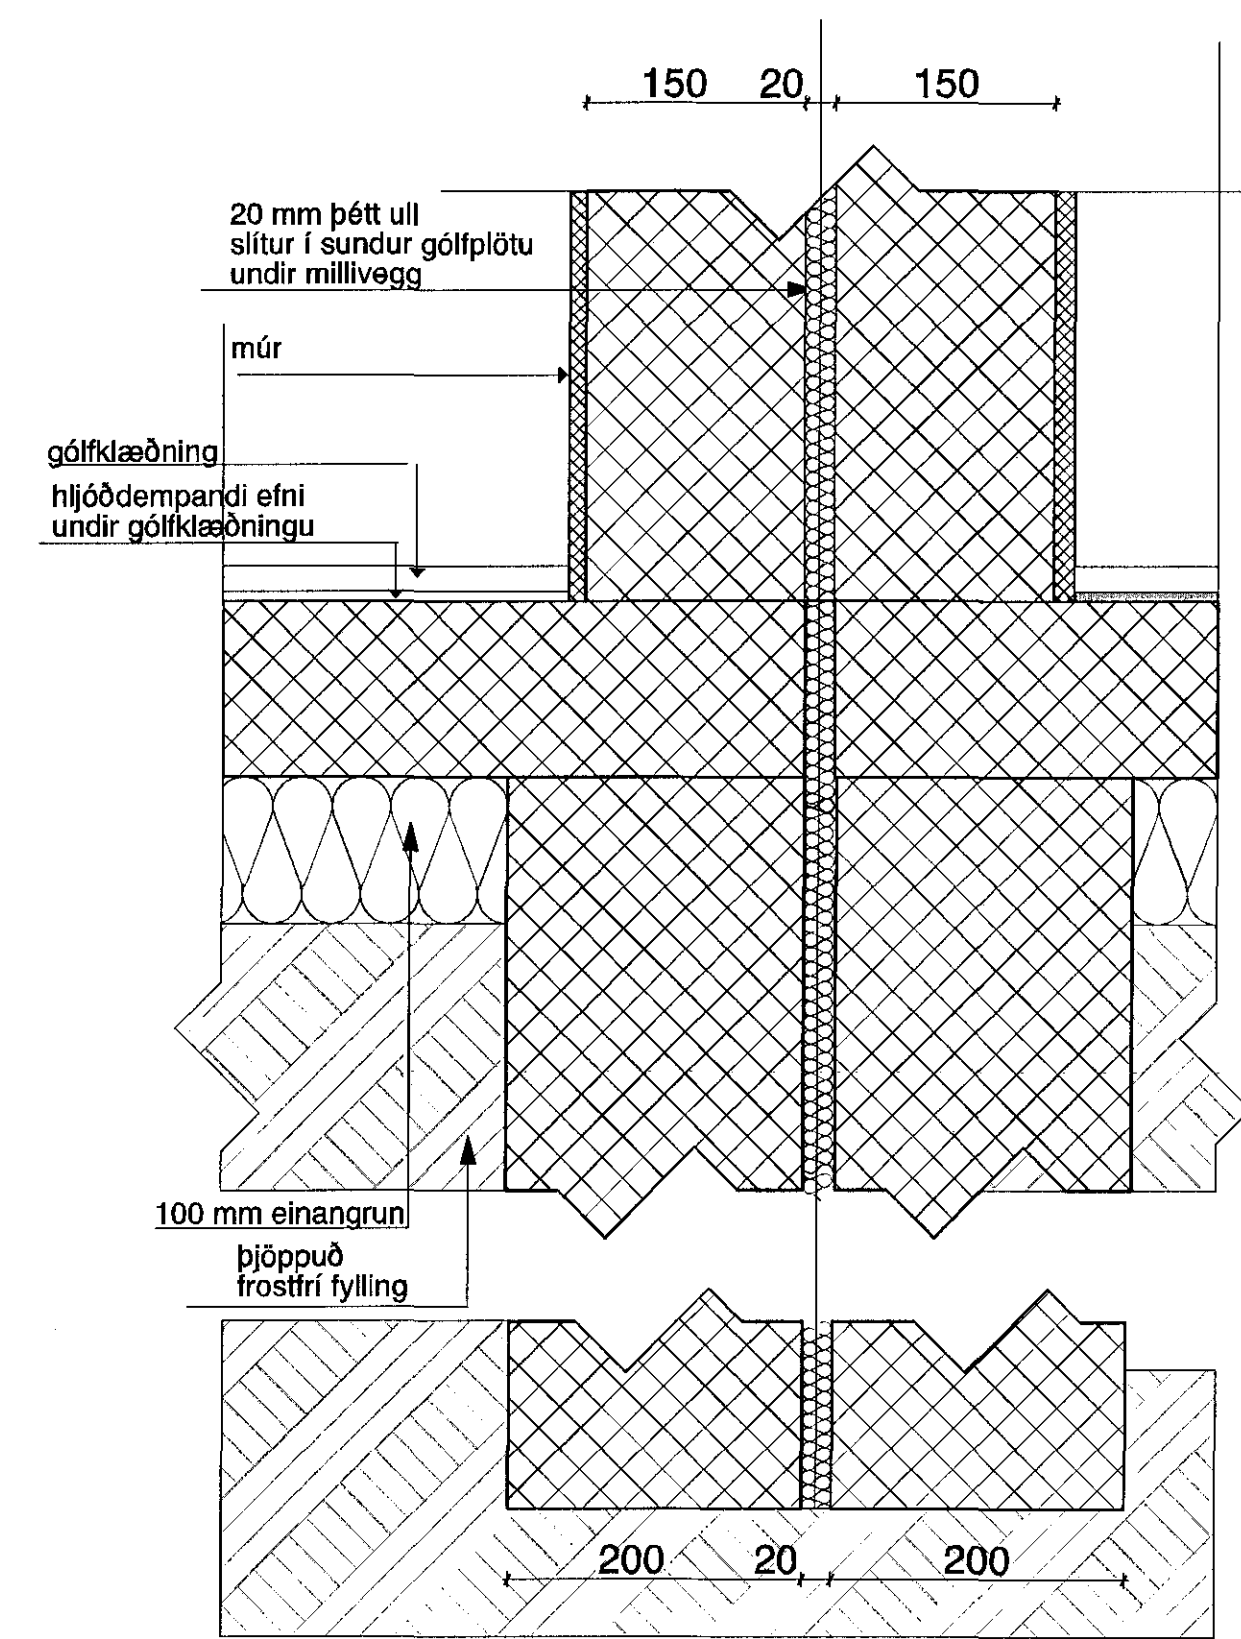 150 20 150
20 mm þétt ull
slítur í sundur gólfplötu
undir millivegg
múr
gólfklæðning
hljóðdempandi efni
undir gólfklæðningu
100 mm einangrun
þjöppuð
frostfrí fylling
200 20 200